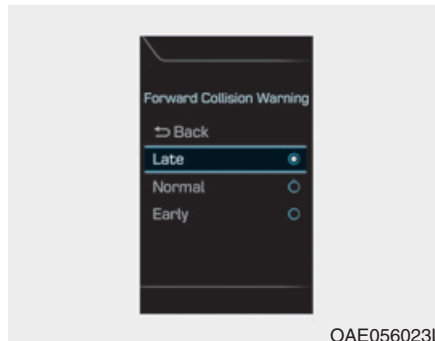 Forward Collision Warning
Back
Late
Normal
Early
OAE056023L